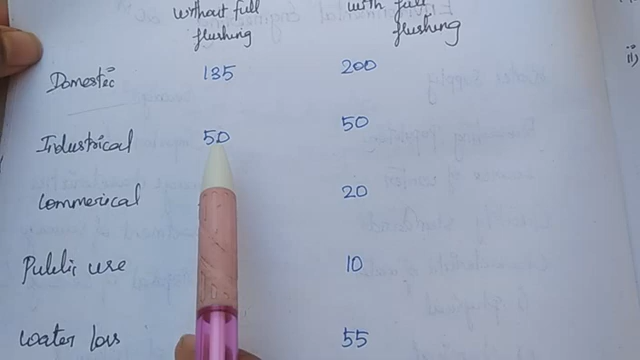 without full with full
flushing flushing
Domestic 135 200
Industrical 50 50
Commerical 20
Public use 10
Water loss 55
ii)